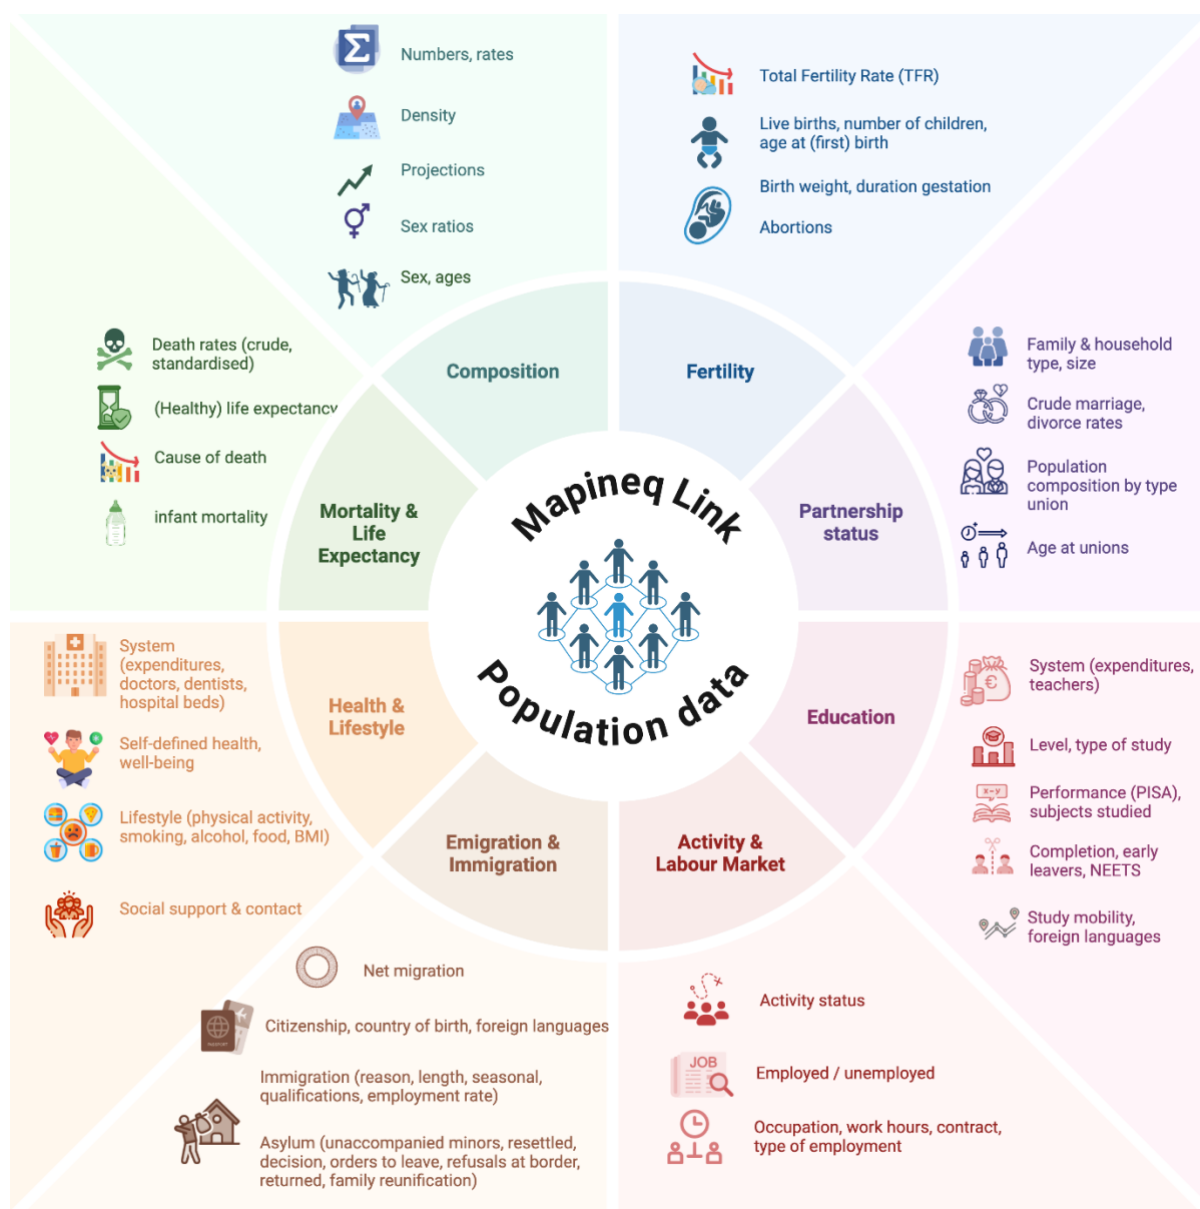 Numbers, rates
Density
Projections
Sex ratios
Sex, ages
Composition
Total Fertility Rate (TFR)
Live births, number of children,
age at (first) birth
Birth weight, duration gestation
Abortions
Fertility
Death rates (crude,
standardised)
(Healthy) life expectancy
Cause of death
infant mortality
Mortality &
Life
Expectancy
Family & household
type, size
Crude marriage,
divorce rates
Population
composition by type
union
Age at unions
Partnership
status
Mapineq Link
Population data
System
(expenditures,
doctors, dentists,
hospital beds)
Self-defined health,
well-being
Lifestyle (physical activity,
smoking, alcohol, food, BMI)
Social support & contact
Health &
Lifestyle
System (expenditures,
teachers)
€
Level, type of study
Performance (PISA),
subjects studied
x-y
Completion, early
leavers, NEETS
Study mobility,
foreign languages
Education
Emigration &
Immigration
Net migration
Citizenship, country of birth, foreign languages
PASSPORT
Immigration (reason, length, seasonal,
qualifications, employment rate)
Asylum (unaccompanied minors, resettled,
decision, orders to leave, refusals at border,
returned, family reunification)
Activity &
Labour Market
Activity status
JOB
Employed / unemployed
Occupation, work hours, contract,
type of employment